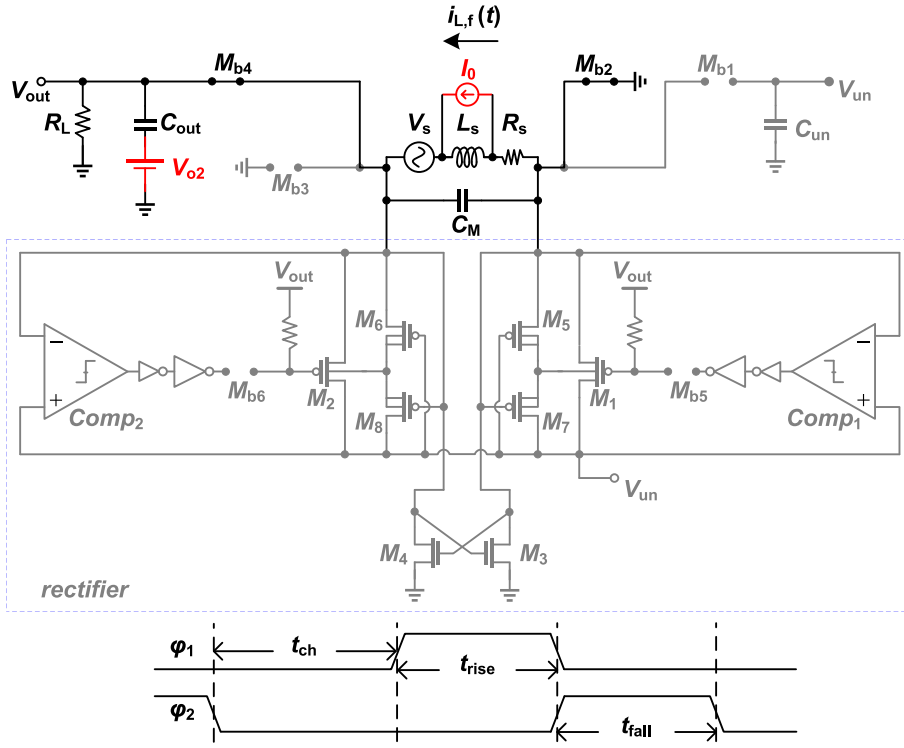 i_L,f(t)
I_0
M_b4
M_b2
M_b1
V_out
V_un
R_L
C_out
V_s
L_s
R_s
C_un
V_o2
M_b3
C_M
V_out
V_out
M_6
M_5
− −
M_b6
M_2
M_1
M_b5
+ +
Comp_2
M_8
M_7
Comp_1
V_un
M_4
M_3
rectifier
φ_1
t_ch
t_rise
φ_2
t_fall